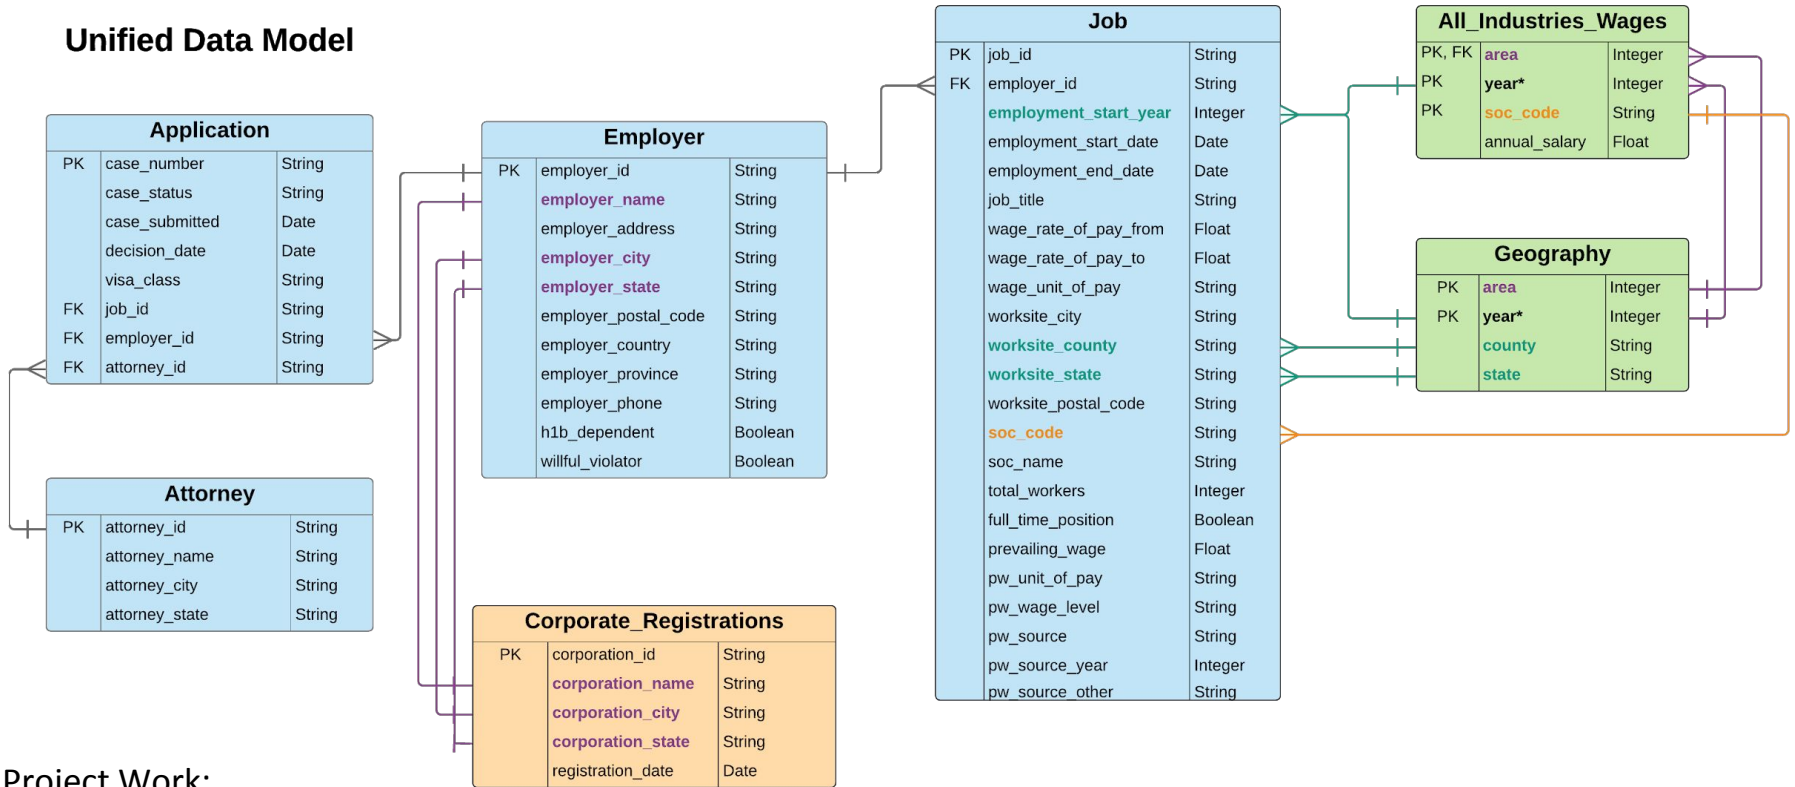 Unified Data Model
Application
PK case_number String
case_status String
case_submitted Date
decision_date Date
visa_class String
FK job_id String
FK employer_id String
FK attorney_id String
Attorney
PK attorney_id String
attorney_name String
attorney_city String
attorney_state String
Employer
PK employer_id String
employer_name String
employer_address String
employer_city String
employer_state String
employer_postal_code String
employer_country String
employer_province String
employer_phone String
h1b_dependent Boolean
willful_violator Boolean
Corporate_Registrations
PK corporation_id String
corporation_name String
corporation_city String
corporation_state String
registration_date Date
Job
PK job_id String
FK employer_id String
employment_start_year Integer
employment_start_date Date
employment_end_date Date
job_title String
wage_rate_of_pay_from Float
wage_rate_of_pay_to Float
wage_unit_of_pay String
worksite_city String
worksite_county String
worksite_state String
worksite_postal_code String
soc_code String
soc_name String
total_workers Integer
full_time_position Boolean
prevailing_wage Float
pw_unit_of_pay String
pw_wage_level String
pw_source String
pw_source_year Integer
pw_source_other String
All_Industries_Wages
PK, FK area Integer
PK year* Integer
PK soc_code String
annual_salary Float
Geography
PK area Integer
PK year* Integer
county String
state String
Project Work: